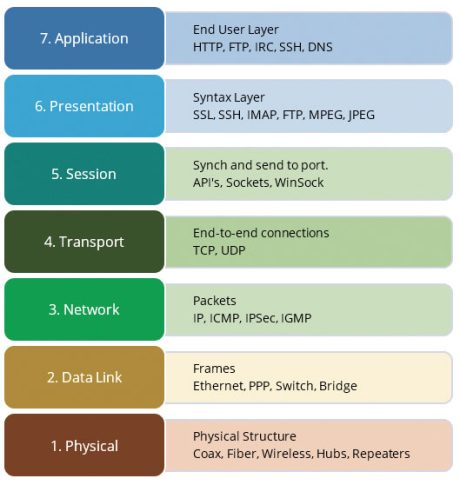 7. Application
End User Layer
HTTP, FTP, IRC, SSH, DNS
6. Presentation
Syntax Layer
SSL, SSH, IMAP, FTP, MPEG, JPEG
5. Session
Synch and send to port.
API's, Sockets, WinSock
4. Transport
End-to-end connections
TCP, UDP
3. Network
Packets
IP, ICMP, IPSec, IGMP
2. Data Link
Frames
Ethernet, PPP, Switch, Bridge
1. Physical
Physical Structure
Coax, Fiber, Wireless, Hubs, Repeaters